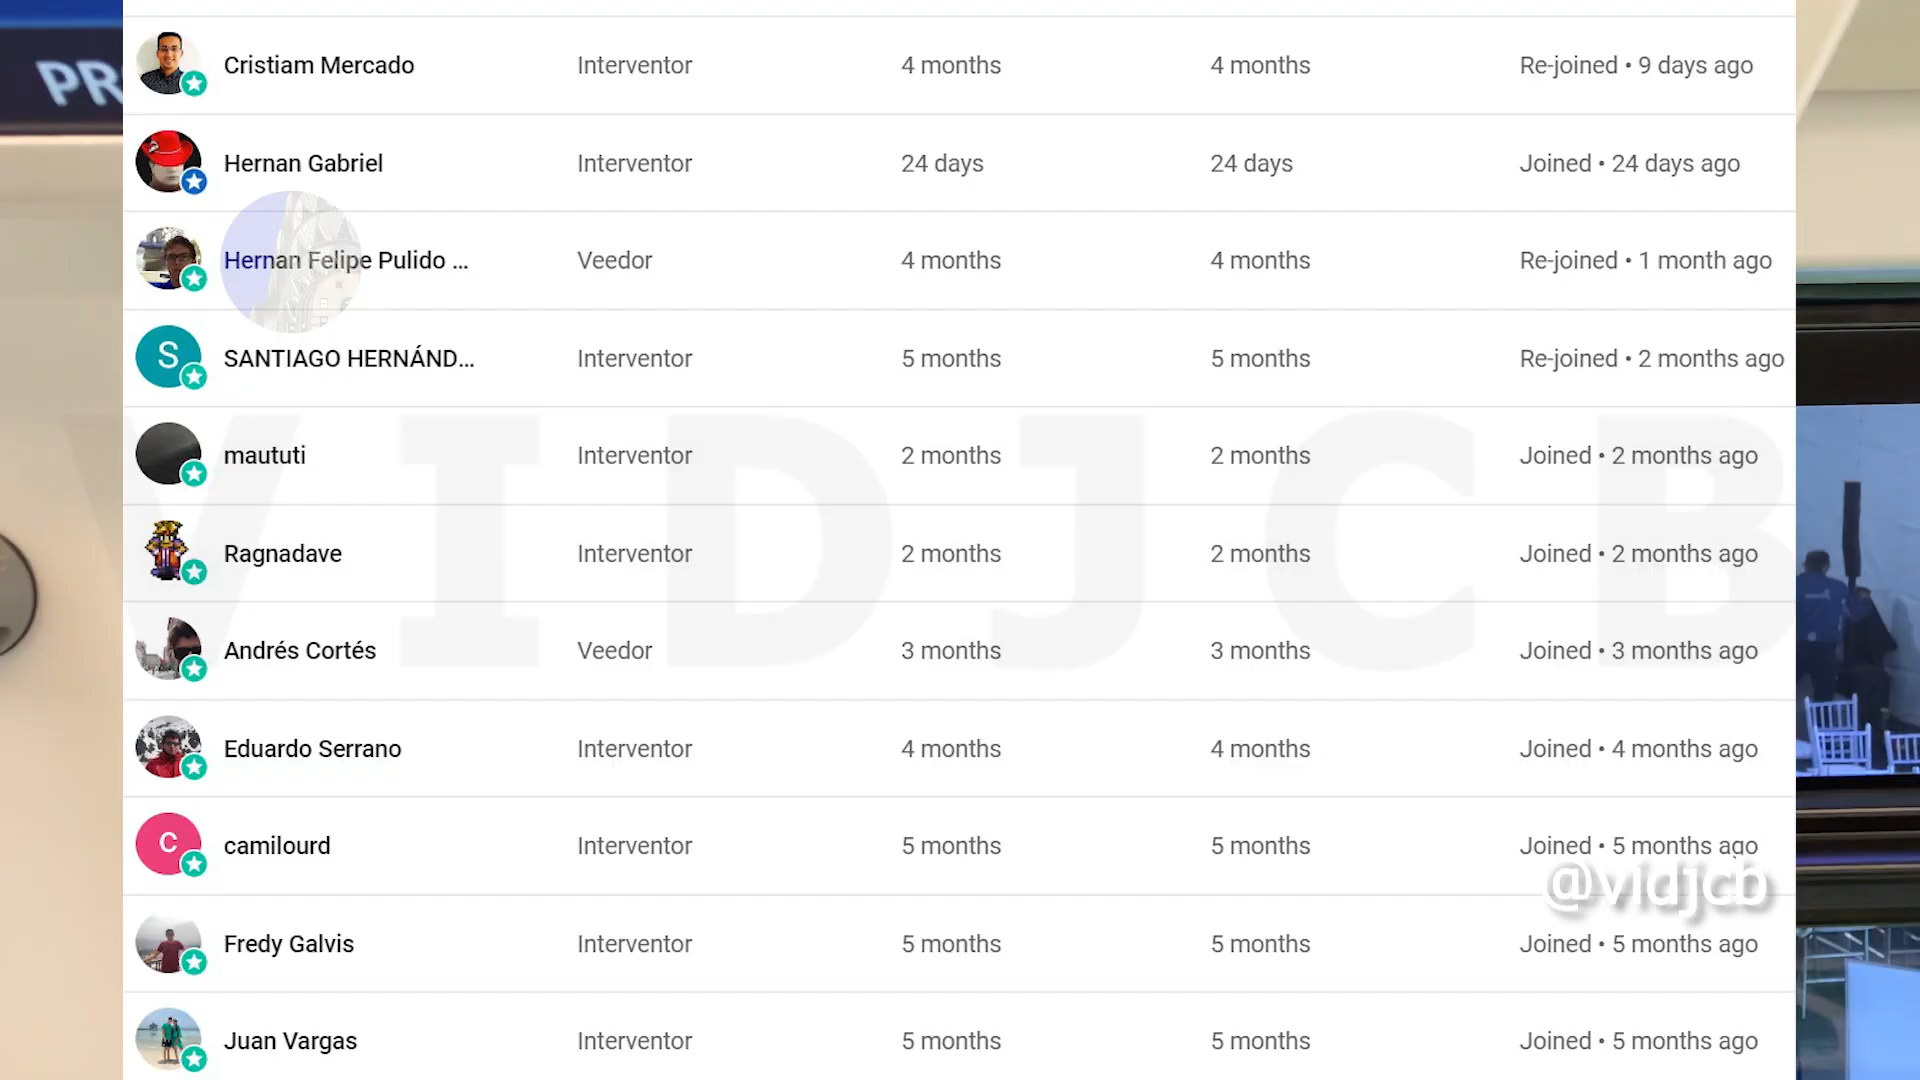 PR
Cristiam Mercado Interventor 4 months 4 months Re-joined • 9 days ago
Hernan Gabriel Interventor 24 days 24 days Joined • 24 days ago
Hernan Felipe Pulido ... Veedor 4 months 4 months Re-joined • 1 month ago
S SANTIAGO HERNÁND... Interventor 5 months 5 months Re-joined • 2 months ago
maututi Interventor 2 months 2 months Joined • 2 months ago
VIDJCB
Ragnadave Interventor 2 months 2 months Joined • 2 months ago
Andrés Cortés Veedor 3 months 3 months Joined • 3 months ago
Eduardo Serrano Interventor 4 months 4 months Joined • 4 months ago
C camilourd Interventor 5 months 5 months Joined • 5 months ago
@vidjcb
Fredy Galvis Interventor 5 months 5 months Joined • 5 months ago
Juan Vargas Interventor 5 months 5 months Joined • 5 months ago